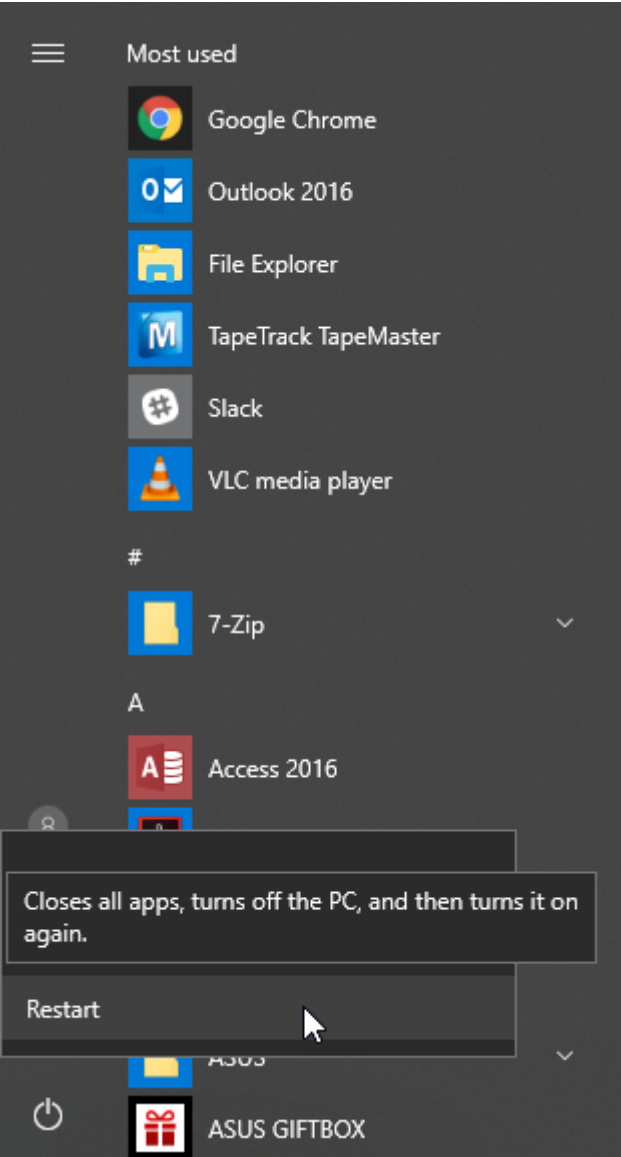 Most used
Google Chrome
Outlook 2016
File Explorer
TapeTrack TapeMaster
Slack
VLC media player
#
7-Zip
A
Access 2016
Closes all apps, turns off the PC, and then turns it on
again.
Restart
ASUS
ASUS GIFTBOX